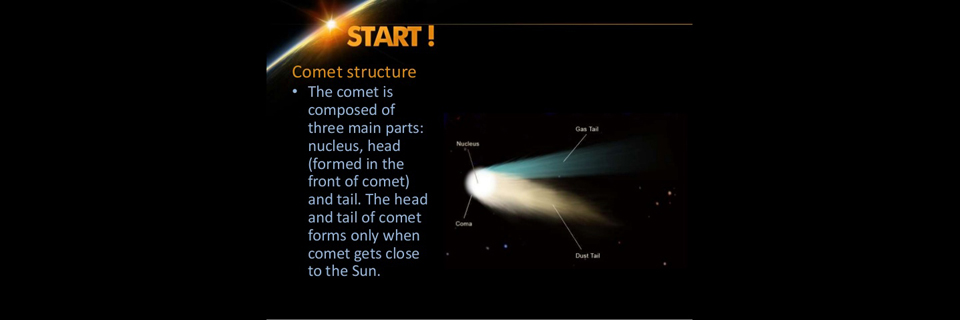 START !
Comet structure
• The comet is
composed of
three main parts:
nucleus, head
(formed in the
front of comet)
and tail. The head
and tail of comet
forms only when
comet gets close
to the Sun.
Gas Tail
Nucleus
Coma
Dust Tail